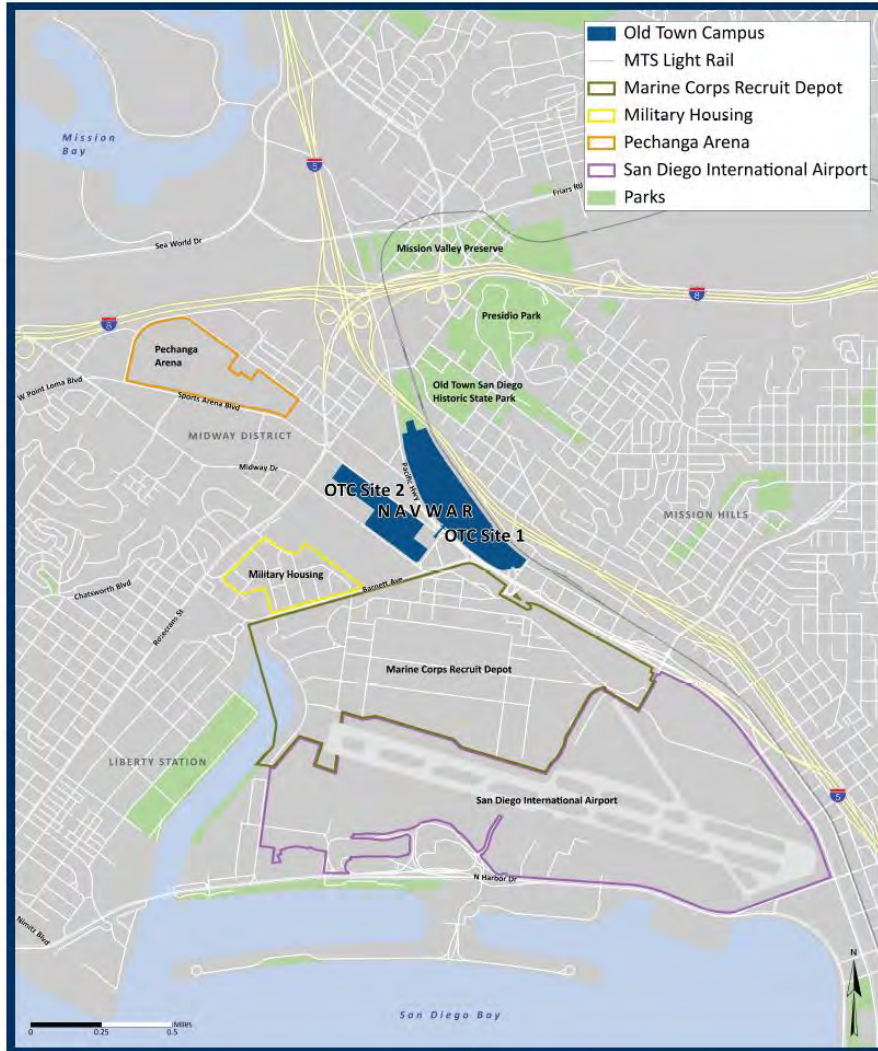 Old Town Campus
MTS Light Rail
Marine Corps Recruit Depot
Military Housing
Pechanga Arena
San Diego International Airport
Parks
Mission
Bay
5
Friars Rd
Sea World Dr
Mission Valley Preserve
8
8
Presidio Park
Pechanga
Arena
W Point Loma Blvd
Sports Arena Blvd
Old Town San Diego
Historic State Park
MIDWAY DISTRICT
Midway Dr
Pacific Hwy
OTC Site 2
NAVWAR
OTC Site 1
MISSION HILLS
Military Housing
Barnett Ave
Chatsworth Blvd
Rosecrans St
Marine Corps Recruit Depot
LIBERTY STATION
San Diego International Airport
5
N Harbor Dr
Nimitz Blvd
N
San Diego Bay
0 0.25 0.5
Miles